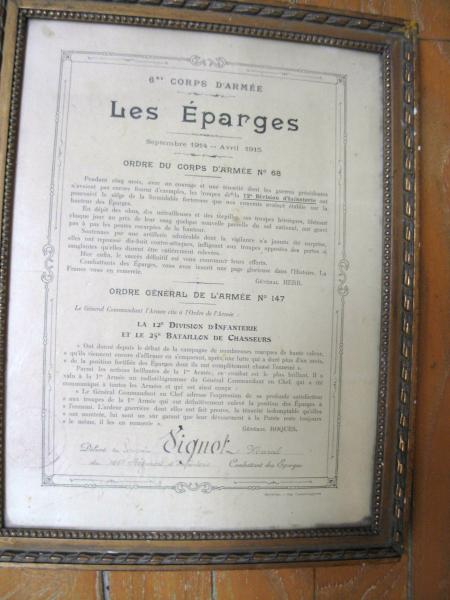 6me CORPS D'ARMÉE
Les Éparges
Septembre 1914 — Avril 1915
ORDRE DU CORPS D'ARMÉE No 68
Pendant cinq mois, avec un courage et une ténacité dont les guerres précédentes
n'avaient pas encore fourni d'exemples, les troupes de la 12e Division d'Infanterie ont
poursuivi le siège de la formidable forteresse que nos ennemis avaient établie sur la
hauteur des Éparges.
En dépit des obus, des mitrailleuses et des torpilles, ces troupes héroïques, libérant
chaque jour au prix de leur sang quelque nouvelle parcelle du sol national, ont gravi
pas à pas les pentes escarpées de la hauteur.
Soutenues par une artillerie admirable dont la vigilance n'a jamais été surprise,
elles ont repoussé dix-huit contre-attaques, infligeant aux troupes opposées des pertes si
sanglantes qu'elles durent être entièrement relevées.
Hier enfin, le succès définitif est venu couronner leurs efforts.
Combattants des Éparges, vous avez inscrit une page glorieuse dans l'Histoire. La
France vous en remercie.
Général HERR.
ORDRE GÉNÉRAL DE L'ARMÉE No 147
Le Général Commandant l'Armée cite à l'Ordre de l'Armée :
LA 12e DIVISION D'INFANTERIE
ET LE 25e BATAILLON DE CHASSEURS
« Ont donné depuis le début de la campagne de nombreuses marques de haute valeur,
« qu'ils viennent encore d'affirmer en s'emparant, après une lutte qui a duré plus d'un mois,
« de la position fortifiée des Éparges dont ils ont complètement chassé l'ennemi ».
Parmi les actions brillantes de la 1re Armée, ce résultat est le plus brillant. Il a
valu à la 1re Armée un radiotélégramme du Général Commandant en Chef qui a été
communiqué à toutes les Armées et qui est ainsi conçu :
« Le Général Commandant en Chef adresse l'expression de sa profonde satisfaction
« aux troupes de la 1re Armée qui ont définitivement enlevé la position des Éparges à
« l'ennemi. L'ardeur guerrière dont elles ont fait preuve, la ténacité indomptable qu'elles
« ont montrée, lui sont un sûr garant que leur dévouement à la Patrie reste toujours
« le même, il les en remercie ».
Général ROQUES.
Délivré au Signot
du Régiment d'Infanterie Combattant des Éparges